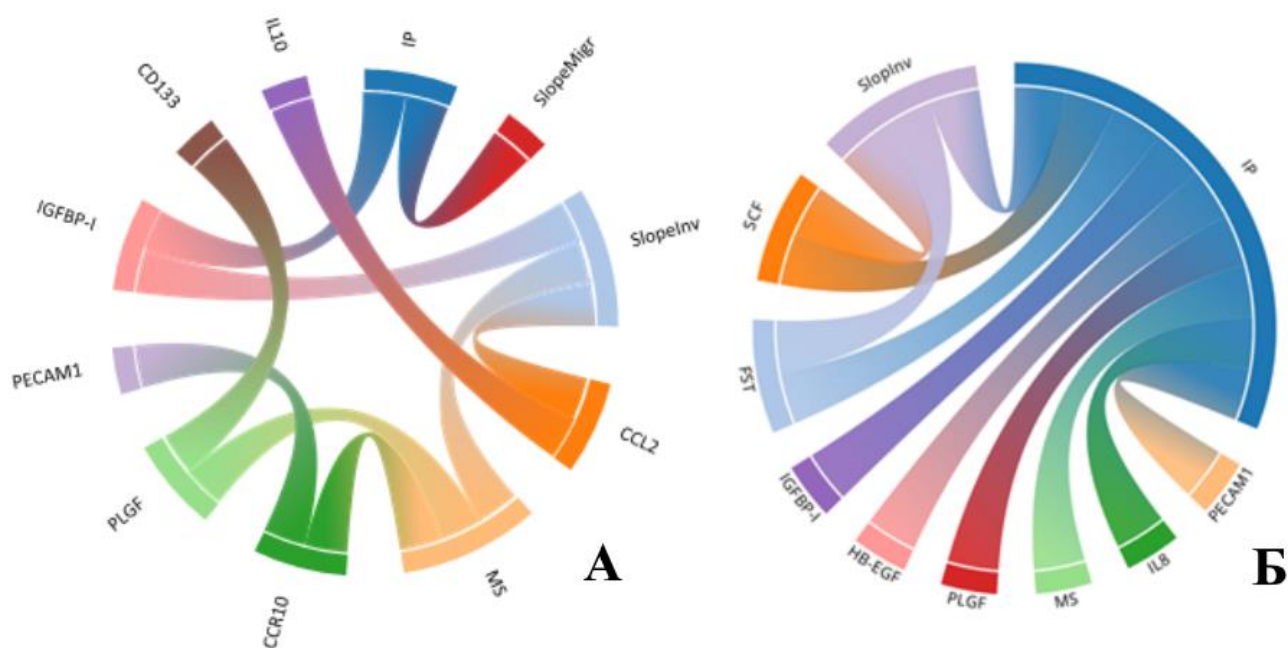 IL10
IP
SlopeMigr
CD133
IGFBP-I
SlopeInv
PECAM1
CCL2
PLGF
MS
CCR10
А
SlopInv
IP
SCF
FST
IGFBP-I
HB-EGF
PLGF
MS
IL8
PECAM1
Б